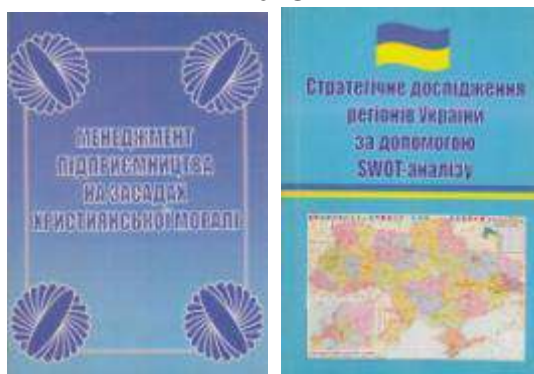 МЕНЕДЖМЕНТ
ПІДПРИЄМНИЦТВА
НА ЗАСАДАХ
ХРИСТИЯНСЬКОЇ МОРАЛІ
Стратегічне дослідження
регіонів України
за допомогою
SWOT-аналізу